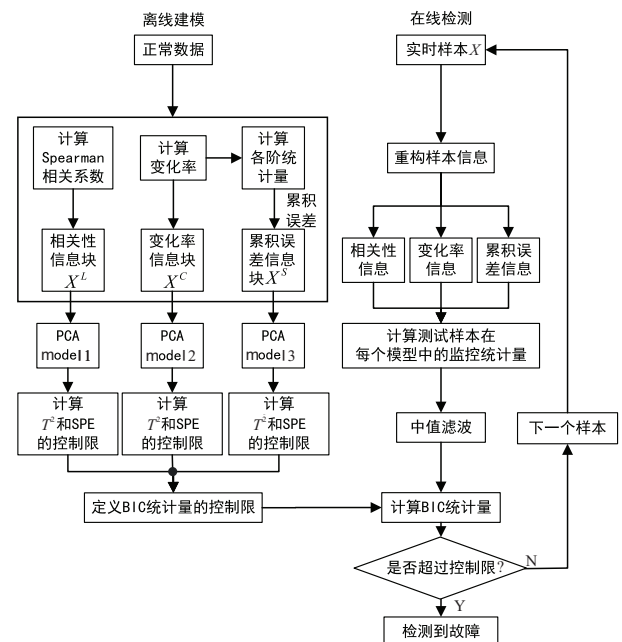 离线建模
正常数据
计算
Spearman
相关系数
计算
变化率
计算
各阶统
计量
累积
误差
相关性
信息块
X^L
变化率
信息块
X^C
累积误
差信息
块X^S
PCA
model1
PCA
model2
PCA
model3
计算
T²和SPE
的控制限
计算
T²和SPE
的控制限
计算
T²和SPE
的控制限
定义BIC统计量的控制限
在线检测
实时样本X
重构样本信息
相关性
信息
变化率
信息
累积误
差信息
计算测试样本在
每个模型中的监控统计量
中值滤波
下一个样本
计算BIC统计量
是否超过控制限?
N
Y
检测到故障